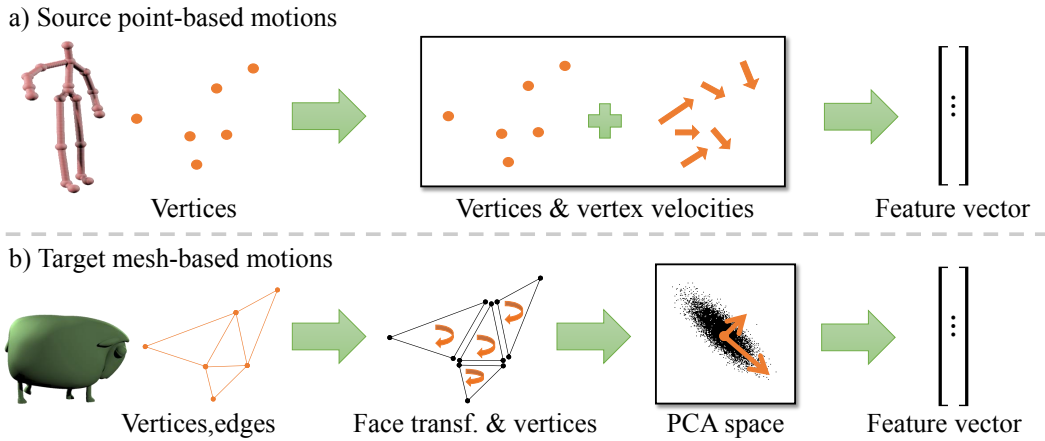 a) Source point-based motions
Vertices
Vertices & vertex velocities
Feature vector
b) Target mesh-based motions
Vertices,edges
Face transf. & vertices
PCA space
Feature vector